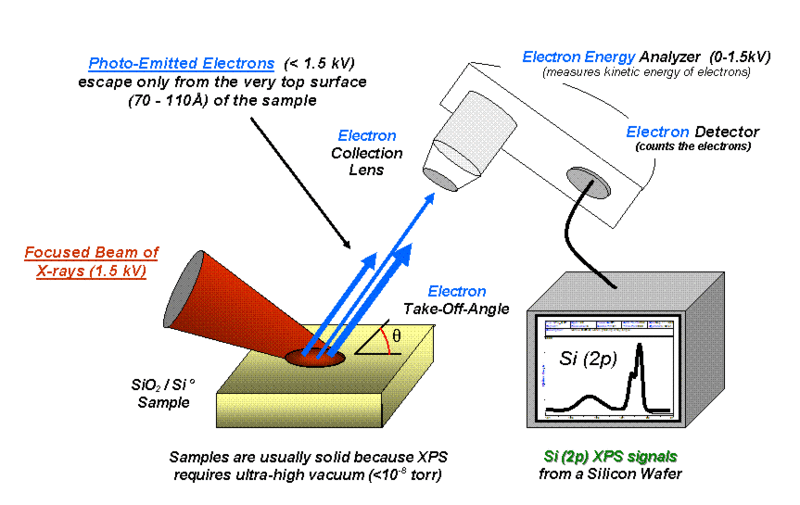 Photo-Emitted Electrons (< 1.5 kV)
escape only from the very top surface
(70 - 110Å) of the sample
Electron Energy Analyzer (0-1.5kV)
(measures kinetic energy of electrons)
Electron Detector
(counts the electrons)
Electron
Collection
Lens
Focused Beam of
X-rays (1.5 kV)
Electron
Take-Off-Angle
θ
SiO₂ / Si°
Sample
Si (2p)
Samples are usually solid because XPS
requires ultra-high vacuum (<10⁻⁸ torr)
Si (2p) XPS signals
from a Silicon Wafer